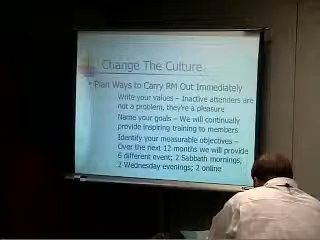 Change The Culture
Plan Ways to Carry RM Out Immediately
Write your values – Inactive attenders are
not a problem, they're a pleasure
Name your goals – We will continually
provide inspiring training to members
Identify your measurable objectives –
Over the next 12 months we will provide
6 different event; 2 Sabbath mornings,
2 Wednesday evenings; 2 online